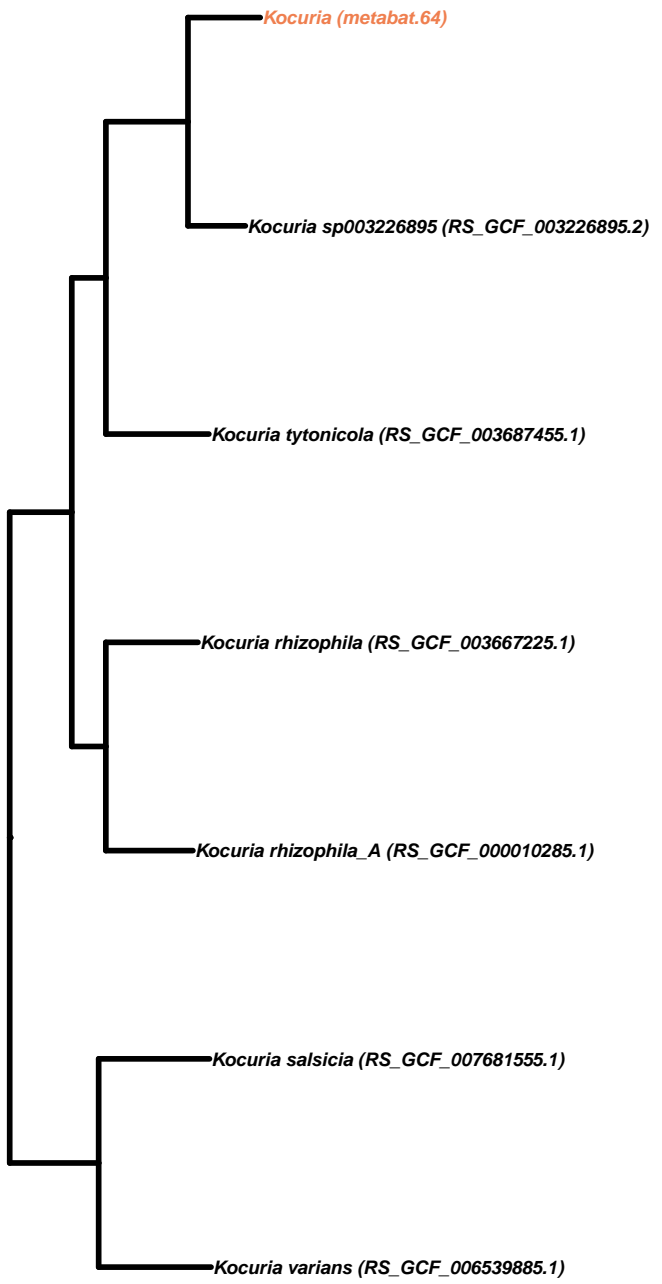 Kocuria (metabat.64)
Kocuria sp003226895 (RS_GCF_003226895.2)
Kocuria tytonicola (RS_GCF_003687455.1)
Kocuria rhizophila (RS_GCF_003667225.1)
Kocuria rhizophila_A (RS_GCF_000010285.1)
Kocuria salsicia (RS_GCF_007681555.1)
Kocuria varians (RS_GCF_006539885.1)